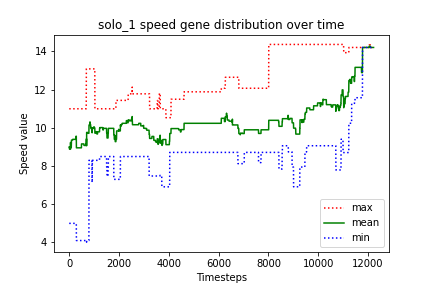 solo_1 speed gene distribution over time
Speed value
14
12
10
8
6
4
0
2000
4000
6000
8000
10000
12000
Timesteps
max
mean
min